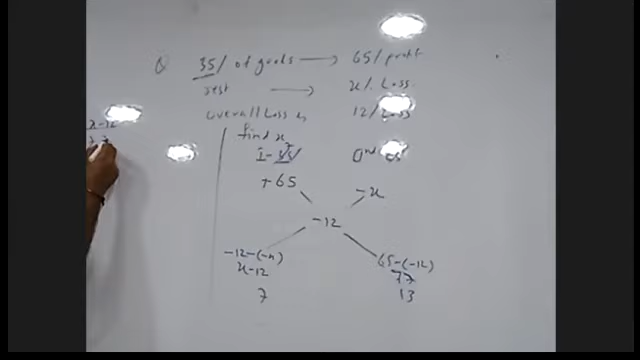 Q 35% of goods → 65% profit
rest → x% Loss
overall Loss is 12% Loss
find x
+65 -x
-12
-12-(-x) 65-(-12)
x-12 77
7 13
x-12